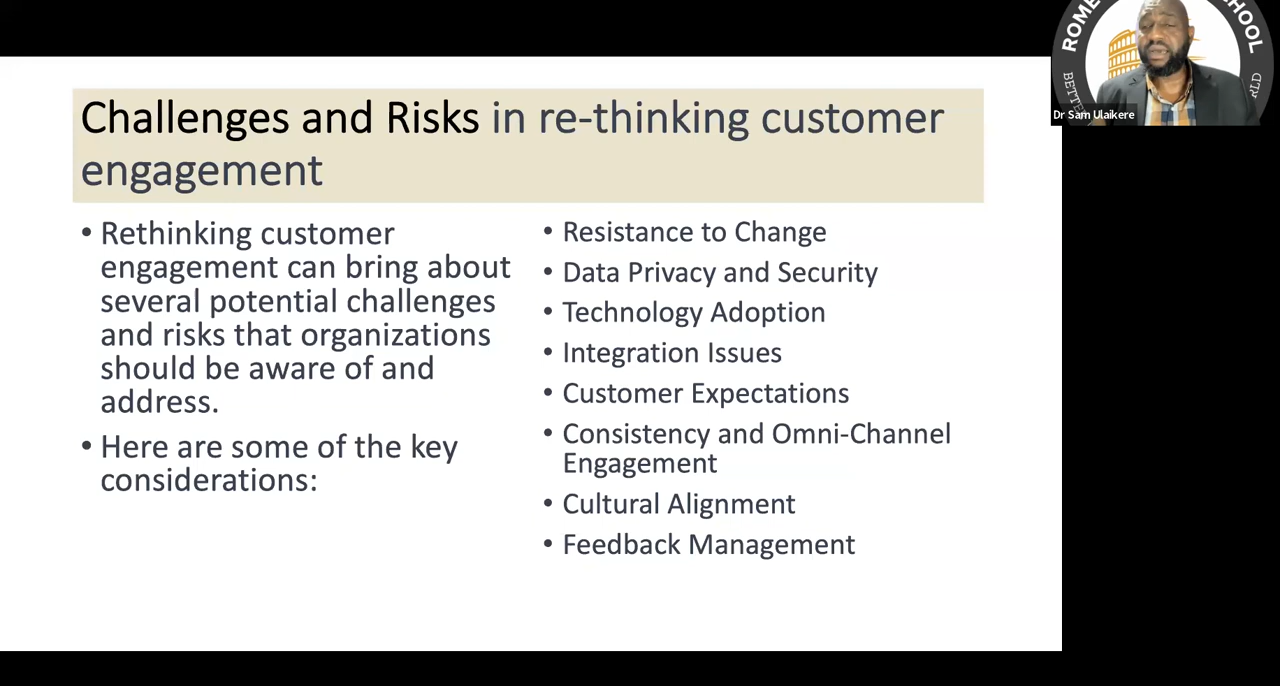 Challenges and Risks in re-thinking customer
engagement
• Rethinking customer
engagement can bring about
several potential challenges
and risks that organizations
should be aware of and
address.
• Here are some of the key
considerations:
• Resistance to Change
• Data Privacy and Security
• Technology Adoption
• Integration Issues
• Customer Expectations
• Consistency and Omni-Channel
Engagement
• Cultural Alignment
• Feedback Management
ROME
HOOL
Dr Sam Ulaikere